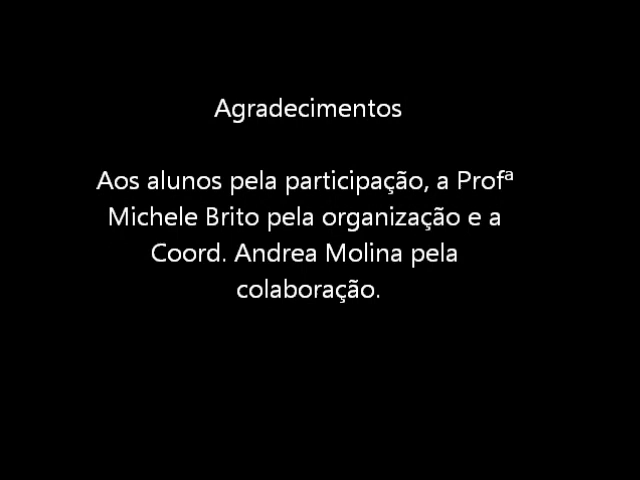 Agradecimentos
Aos alunos pela participação, a Profª
Michele Brito pela organização e a
Coord. Andrea Molina pela
colaboração.